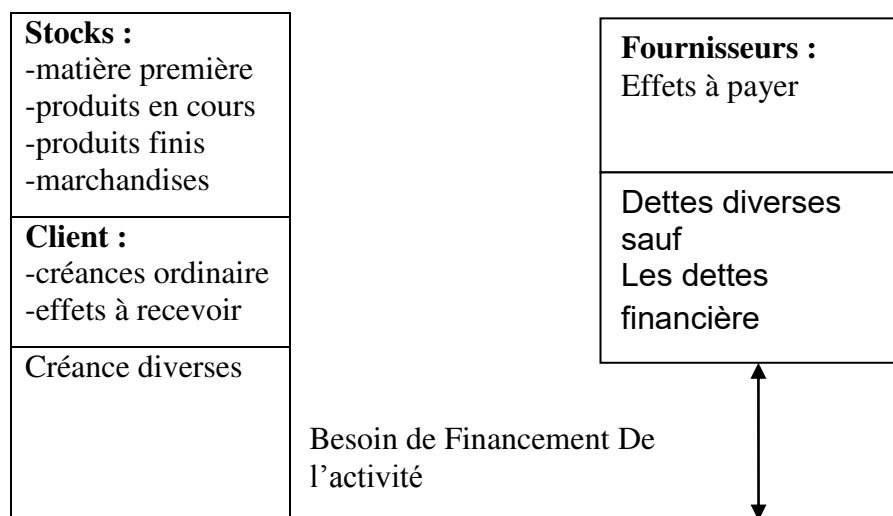 Stocks :
-matière première
-produits en cours
-produits finis
-marchandises
Client :
-créances ordinaire
-effets à recevoir
Créance diverses
Fournisseurs :
Effets à payer
Dettes diverses
sauf
Les dettes
financière
Besoin de Financement De
l’activité